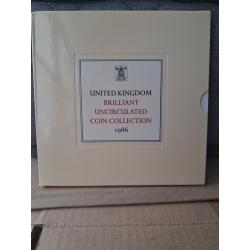 UNITED KINGDOM
BRILLIANT
UNCIRCULATED
COIN COLLECTION
1986